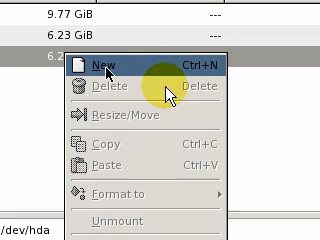 9.77 GiB ---
6.23 GiB ---
6.2
New Ctrl+N
Delete Delete
Resize/Move
Copy Ctrl+C
Paste Ctrl+V
Format to
Unmount
/dev/hda